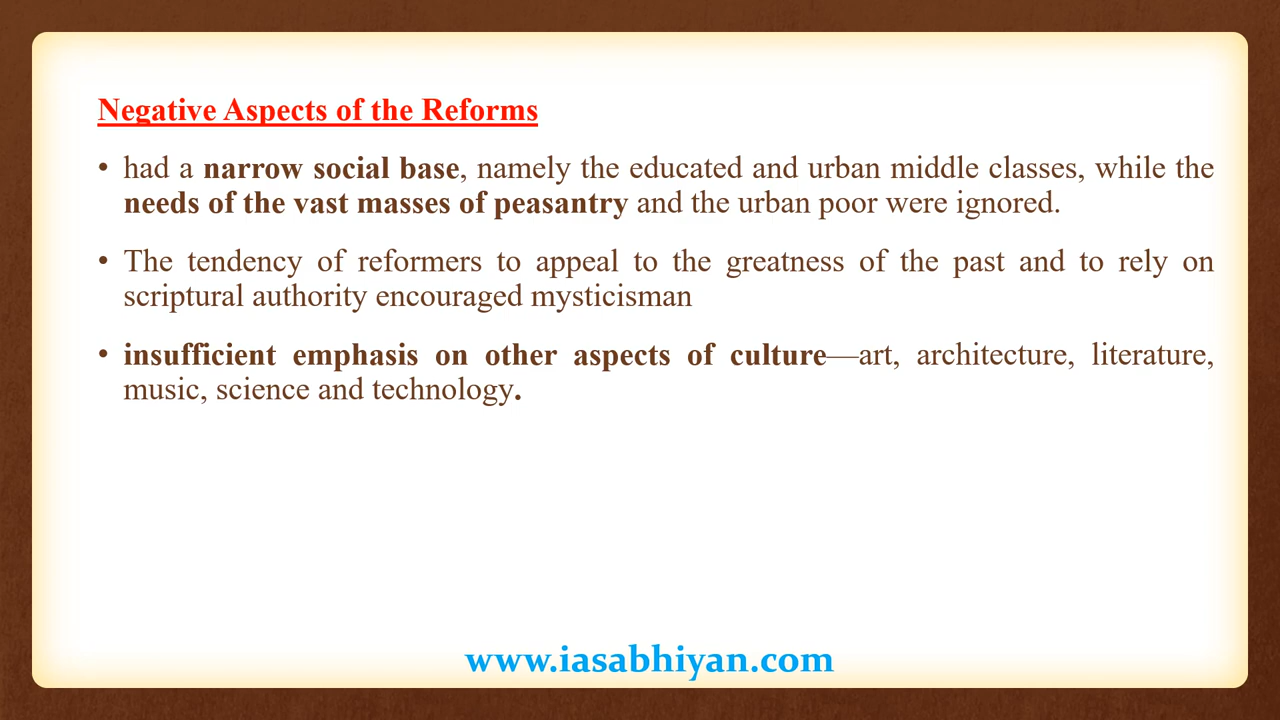 Negative Aspects of the Reforms
• had a narrow social base, namely the educated and urban middle classes, while the
needs of the vast masses of peasantry and the urban poor were ignored.
• The tendency of reformers to appeal to the greatness of the past and to rely on
scriptural authority encouraged mysticisman
• insufficient emphasis on other aspects of culture—art, architecture, literature,
music, science and technology.
www.iasabhiyan.com